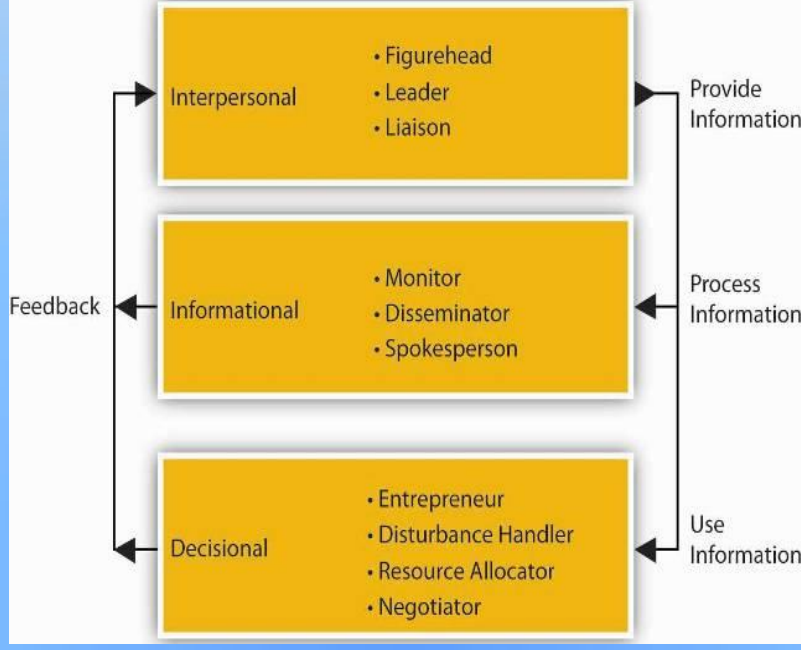 Interpersonal
• Figurehead
• Leader
• Liaison
Provide
Information
Feedback
Informational
• Monitor
• Disseminator
• Spokesperson
Process
Information
Decisional
• Entrepreneur
• Disturbance Handler
• Resource Allocator
• Negotiator
Use
Information